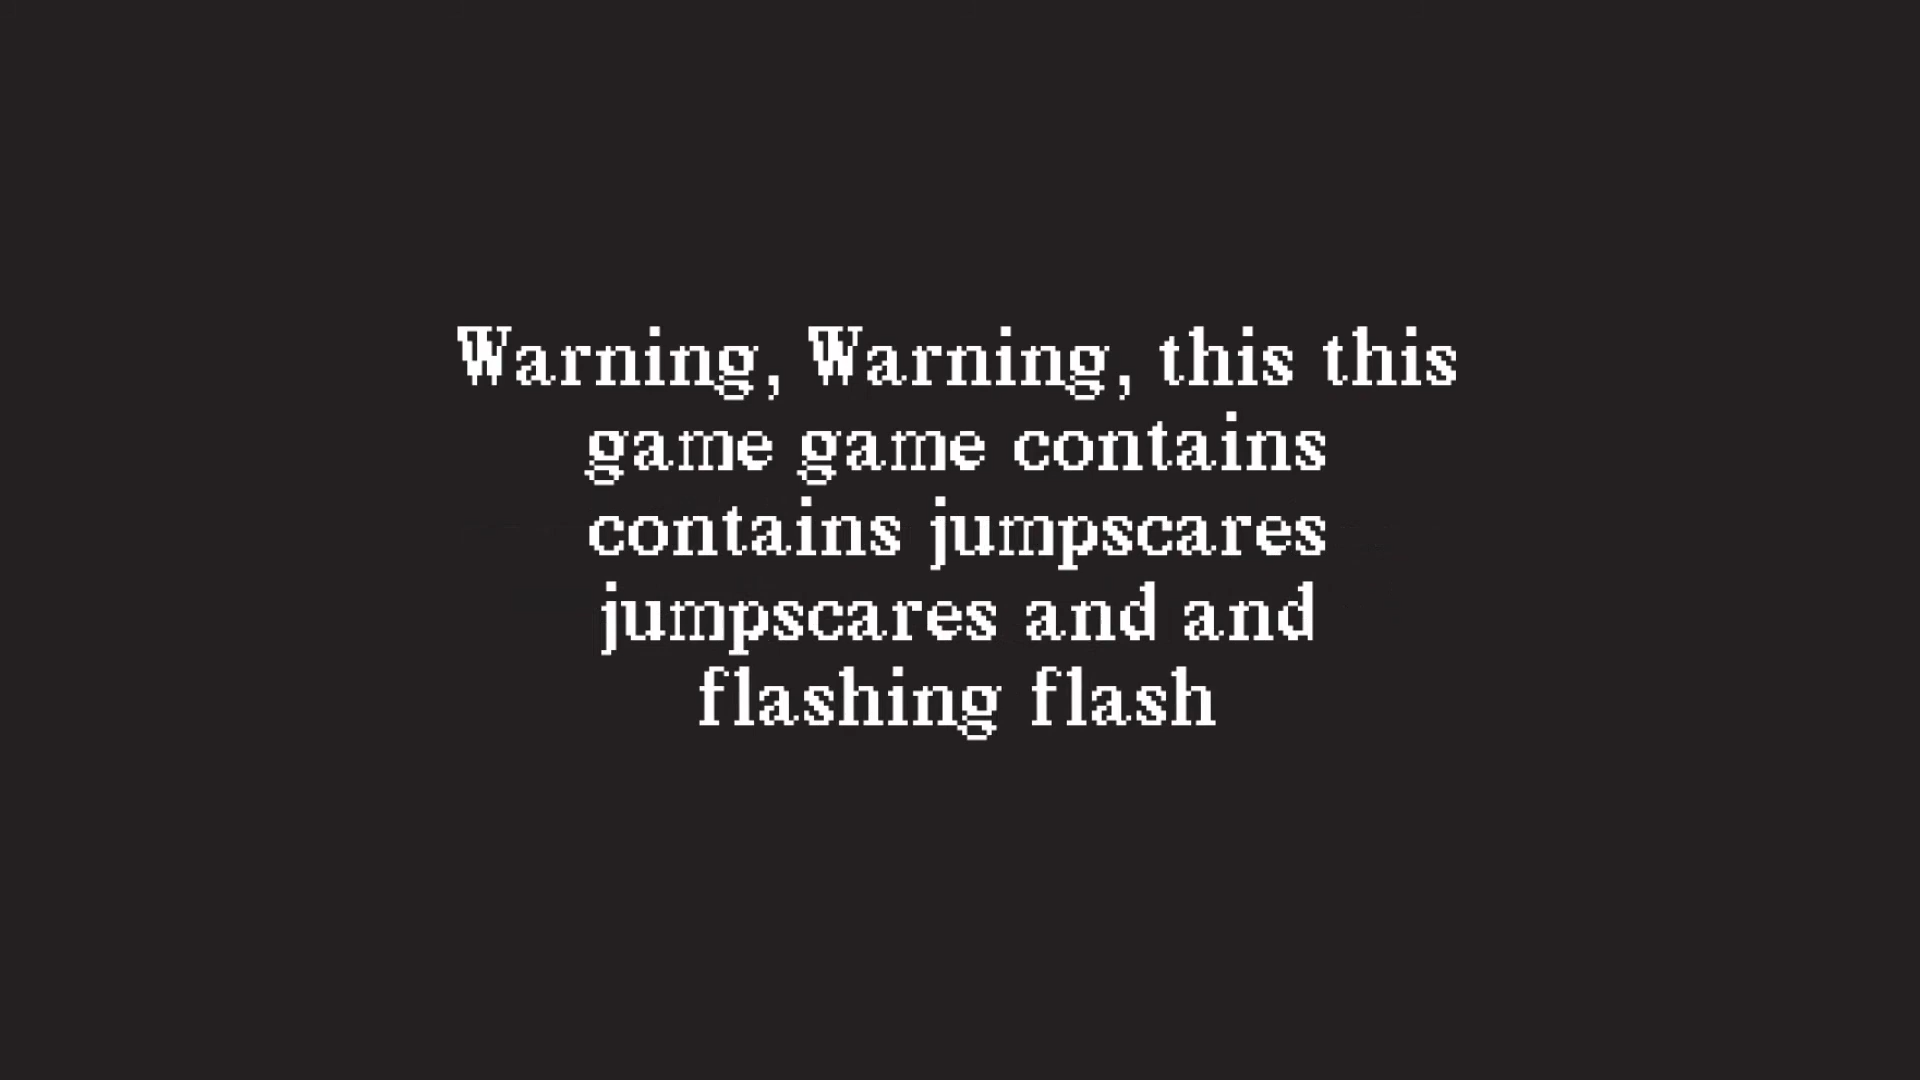 Warning, Warning, this this
game game contains
contains jumpscares
jumpscares and and
flashing flash